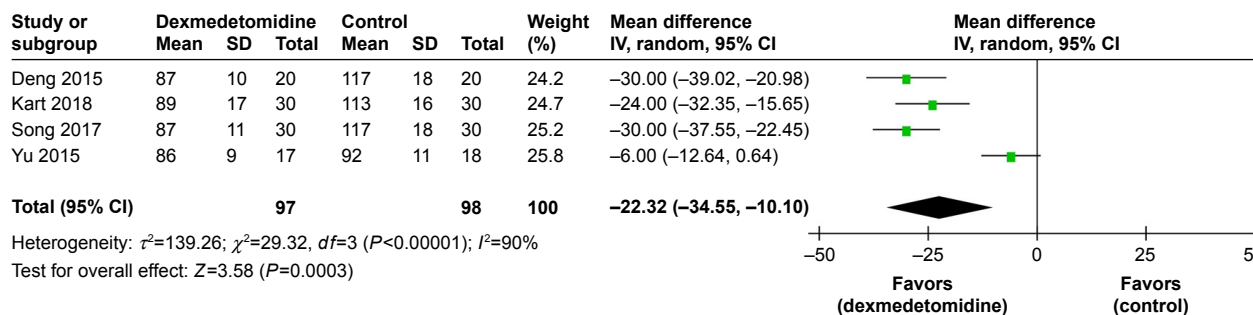 Study or Dexmedetomidine Control Weight Mean difference Mean difference
subgroup Mean SD Total Mean SD Total (%) IV, random, 95% CI IV, random, 95% CI
Deng 2015 87 10 20 117 18 20 24.2 –30.00 (–39.02, –20.98)
Kart 2018 89 17 30 113 16 30 24.7 –24.00 (–32.35, –15.65)
Song 2017 87 11 30 117 18 30 25.2 –30.00 (–37.55, –22.45)
Yu 2015 86 9 17 92 11 18 25.8 –6.00 (–12.64, 0.64)
Total (95% CI) 97 98 100 –22.32 (–34.55, –10.10)
Heterogeneity: τ²=139.26; χ²=29.32, df=3 (P<0.00001); I²=90%
Test for overall effect: Z=3.58 (P=0.0003)
–50 –25 0 25
Favors Favors
(dexmedetomidine) (control)